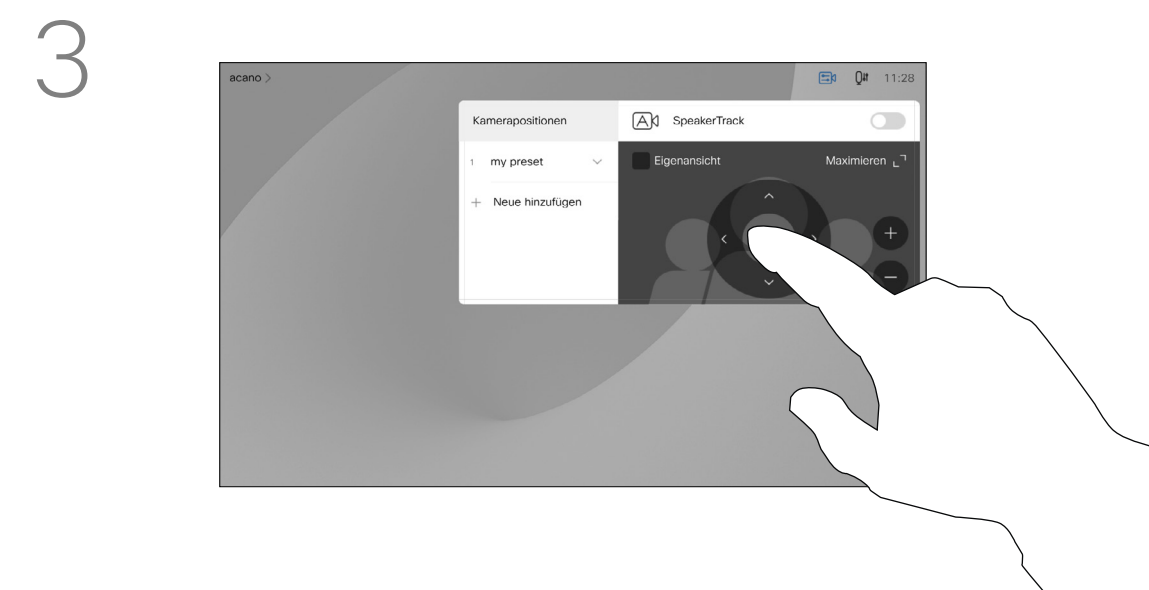 3
acano >
11:28
Kamerapositionen
SpeakerTrack
1 my preset
Eigenansicht
Maximieren
+ Neue hinzufügen